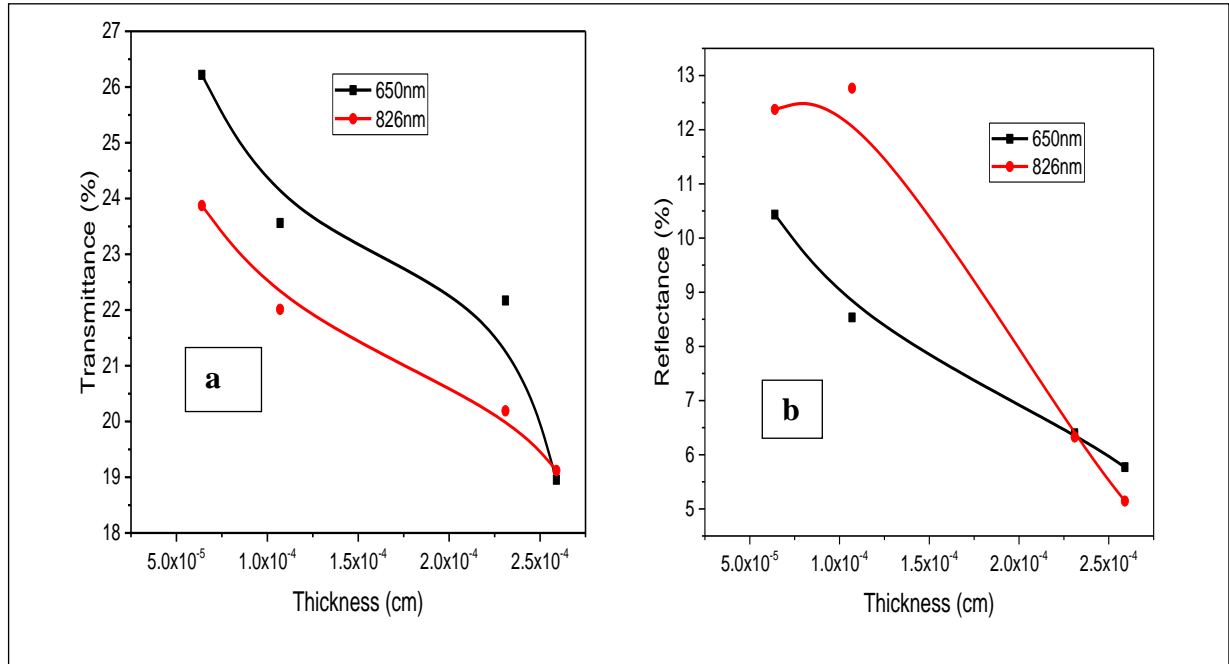 27
26
25
24
23
22
21
20
19
18
Transmittance (%)
650nm
826nm
a
5.0x10⁻⁵
1.0x10⁻⁴
1.5x10⁻⁴
2.0x10⁻⁴
2.5x10⁻⁴
Thickness (cm)
13
12
11
10
9
8
7
6
5
Reflectance (%)
650nm
826nm
b
5.0x10⁻⁵
1.0x10⁻⁴
1.5x10⁻⁴
2.0x10⁻⁴
2.5x10⁻⁴
Thickness (cm)